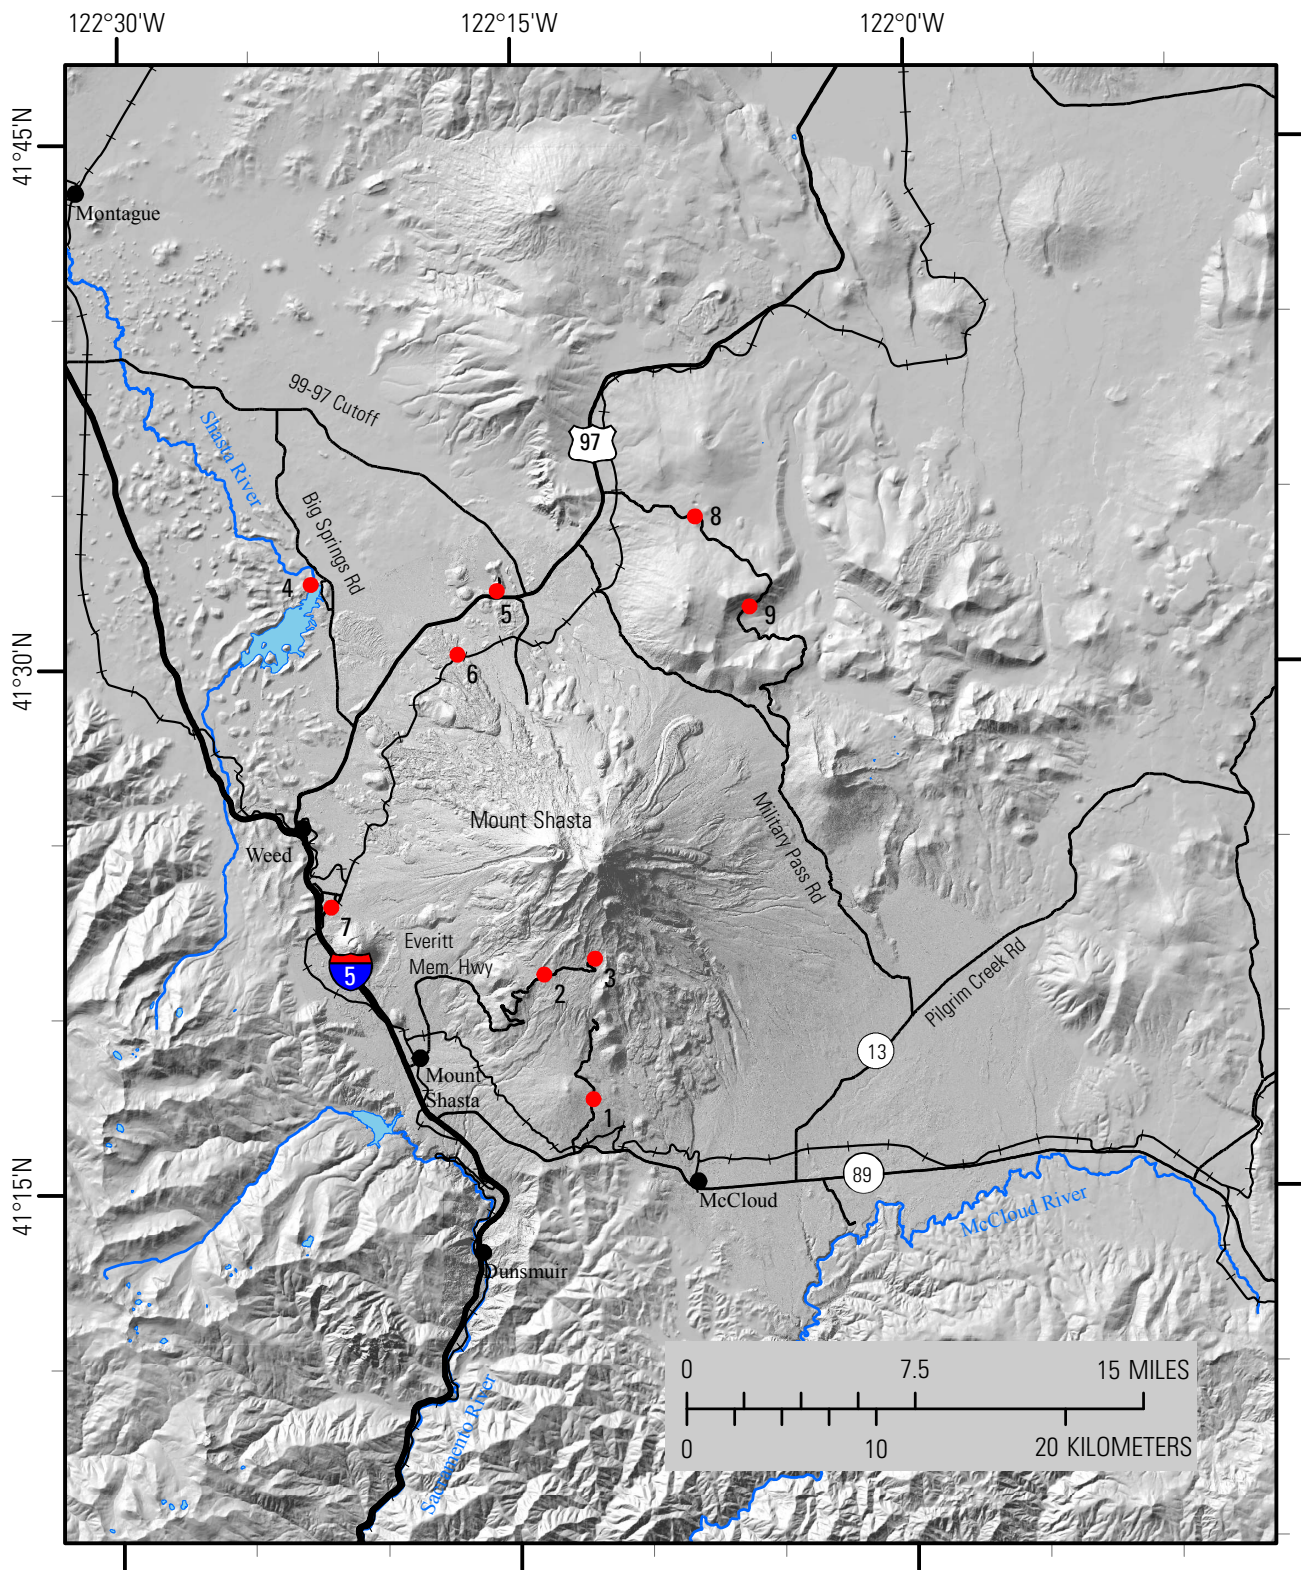 122°30'W
122°15'W
122°0'W
41°45'N
Montague
99-97 Cutoff
Shasta River
97
Big Springs Rd
8
4
5
9
6
41°30'N
Mount Shasta
Military Pass Rd
Weed
7
Everitt
Mem. Hwy
5
2
3
Pilgrim Creek Rd
13
Mount
Shasta
1
89
McCloud
McCloud River
41°15'N
Dunsmuir
Sacramento River
0 7.5 15 MILES
0 10 20 KILOMETERS